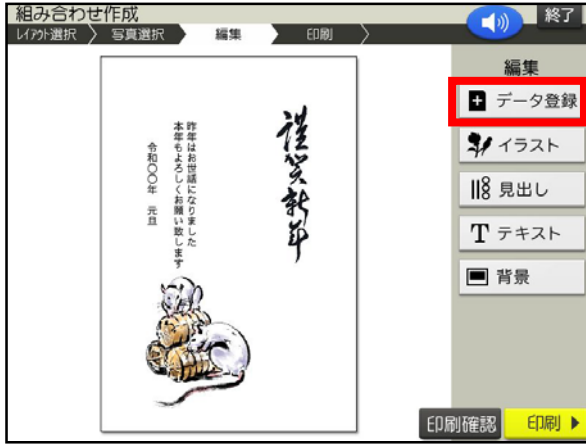 組み合わせ作成
終了
レイアウト選択
写真選択
編集
印刷
編集
データ登録
イラスト
見出し
テキスト
背景
謹賀新年
昨年はお世話になりました
本年もよろしくお願い致します
令和〇〇年 元旦
印刷確認
印刷